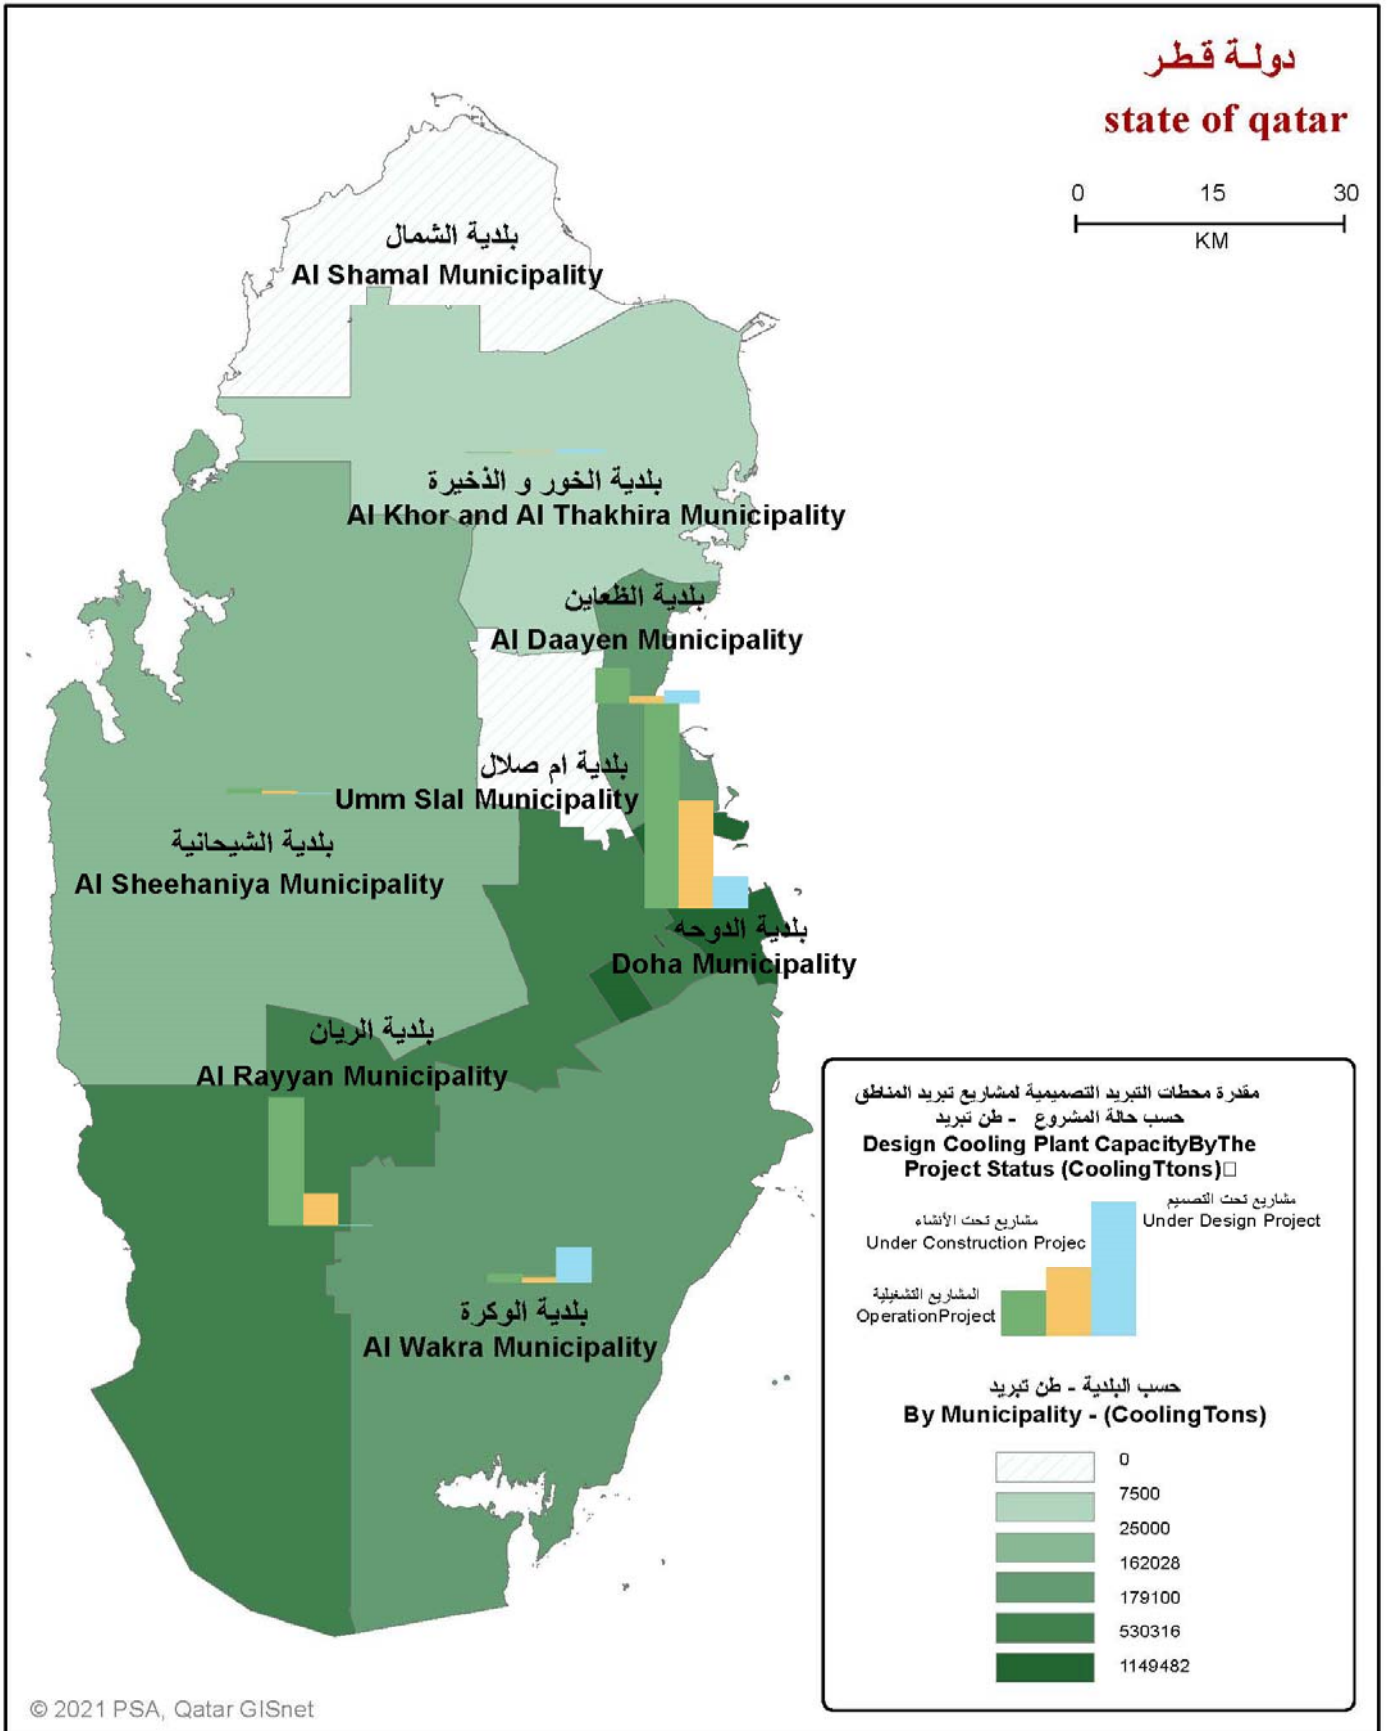 دولة قطر
state of qatar
0 15 30
KM
بلدية الشمال
Al Shamal Municipality
بلدية الخور و الذخيرة
Al Khor and Al Thakhira Municipality
بلدية الظعاين
Al Daayen Municipality
بلدية ام صلال
Umm Slal Municipality
بلدية الشيحانية
Al Sheehaniya Municipality
بلدية الدوحه
Doha Municipality
بلدية الريان
Al Rayyan Municipality
بلدية الوكرة
Al Wakra Municipality
مقدرة محطات التبريد التصميمية لمشاريع تبريد المناطق
حسب حالة المشروع - طن تبريد
Design Cooling Plant CapacityByThe
Project Status (CoolingTtons)□
مشاريع تحت التصميم
Under Design Project
مشاريع تحت الأنشاء
Under Construction Projec
المشاريع التشغيلية
OperationProject
حسب البلدية - طن تبريد
By Municipality - (CoolingTons)
0
7500
25000
162028
179100
530316
1149482
© 2021 PSA, Qatar GISnet